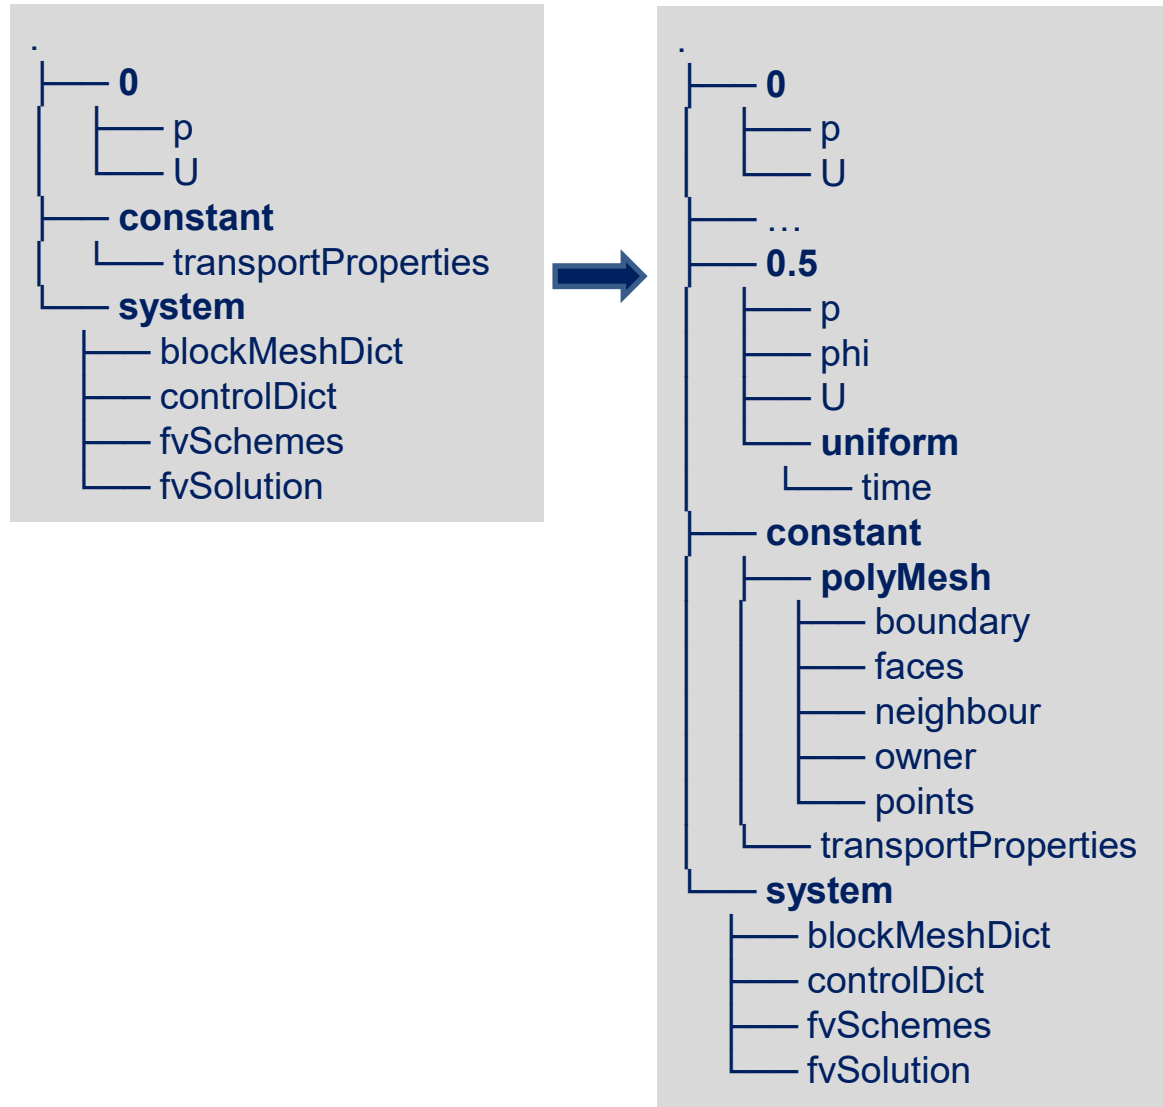 .
0
p
U
constant
transportProperties
system
blockMeshDict
controlDict
fvSchemes
fvSolution
.
0
p
U
...
0.5
p
phi
U
uniform
time
constant
polyMesh
boundary
faces
neighbour
owner
points
transportProperties
system
blockMeshDict
controlDict
fvSchemes
fvSolution